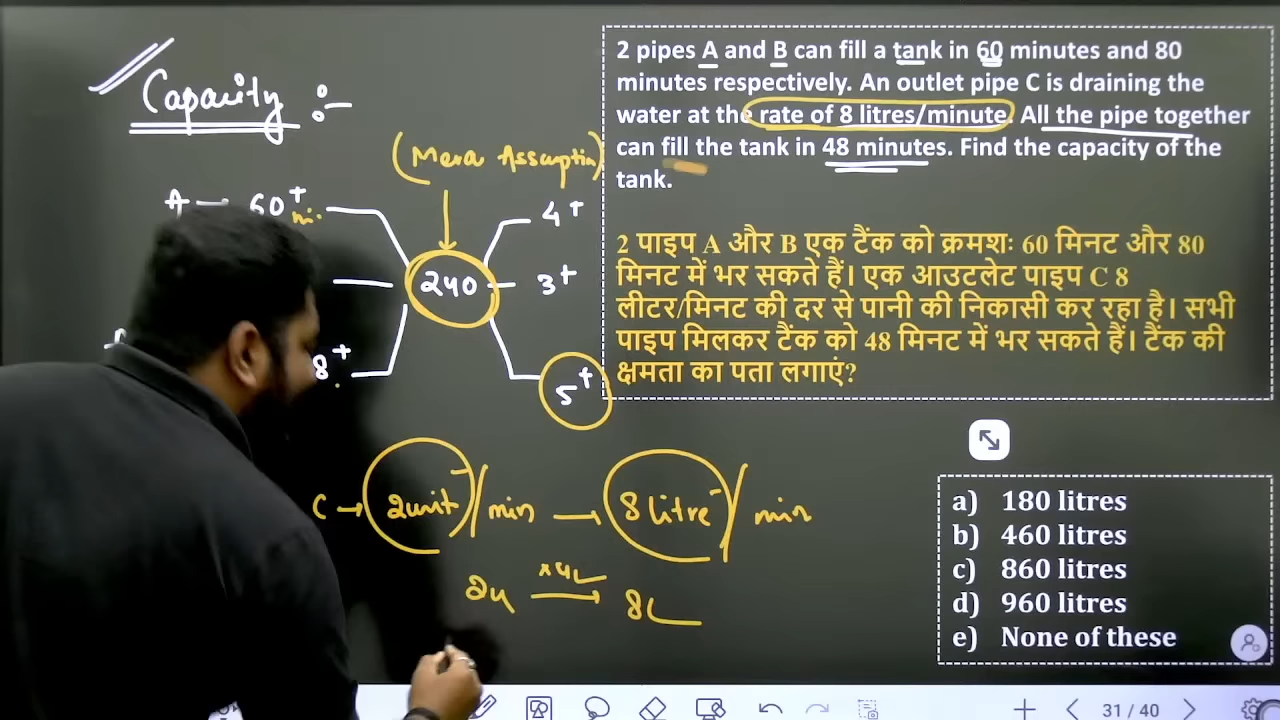 Capacity :-
(Mera Assumption)
A — 60+
min.
240
4+
3+
8+
5+
C → 2unit-/min → 8litre-/min
2u ×4 → 8L
2 pipes A and B can fill a tank in 60 minutes and 80
minutes respectively. An outlet pipe C is draining the
water at the rate of 8 litres/minute. All the pipe together
can fill the tank in 48 minutes. Find the capacity of the
tank.
2 पाइप A और B एक टैंक को क्रमशः 60 मिनट और 80
मिनट में भर सकते हैं। एक आउटलेट पाइप C 8
लीटर/मिनट की दर से पानी की निकासी कर रहा है। सभी
पाइप मिलकर टैंक को 48 मिनट में भर सकते हैं। टैंक की
क्षमता का पता लगाएं?
a) 180 litres
b) 460 litres
c) 860 litres
d) 960 litres
e) None of these
31 / 40